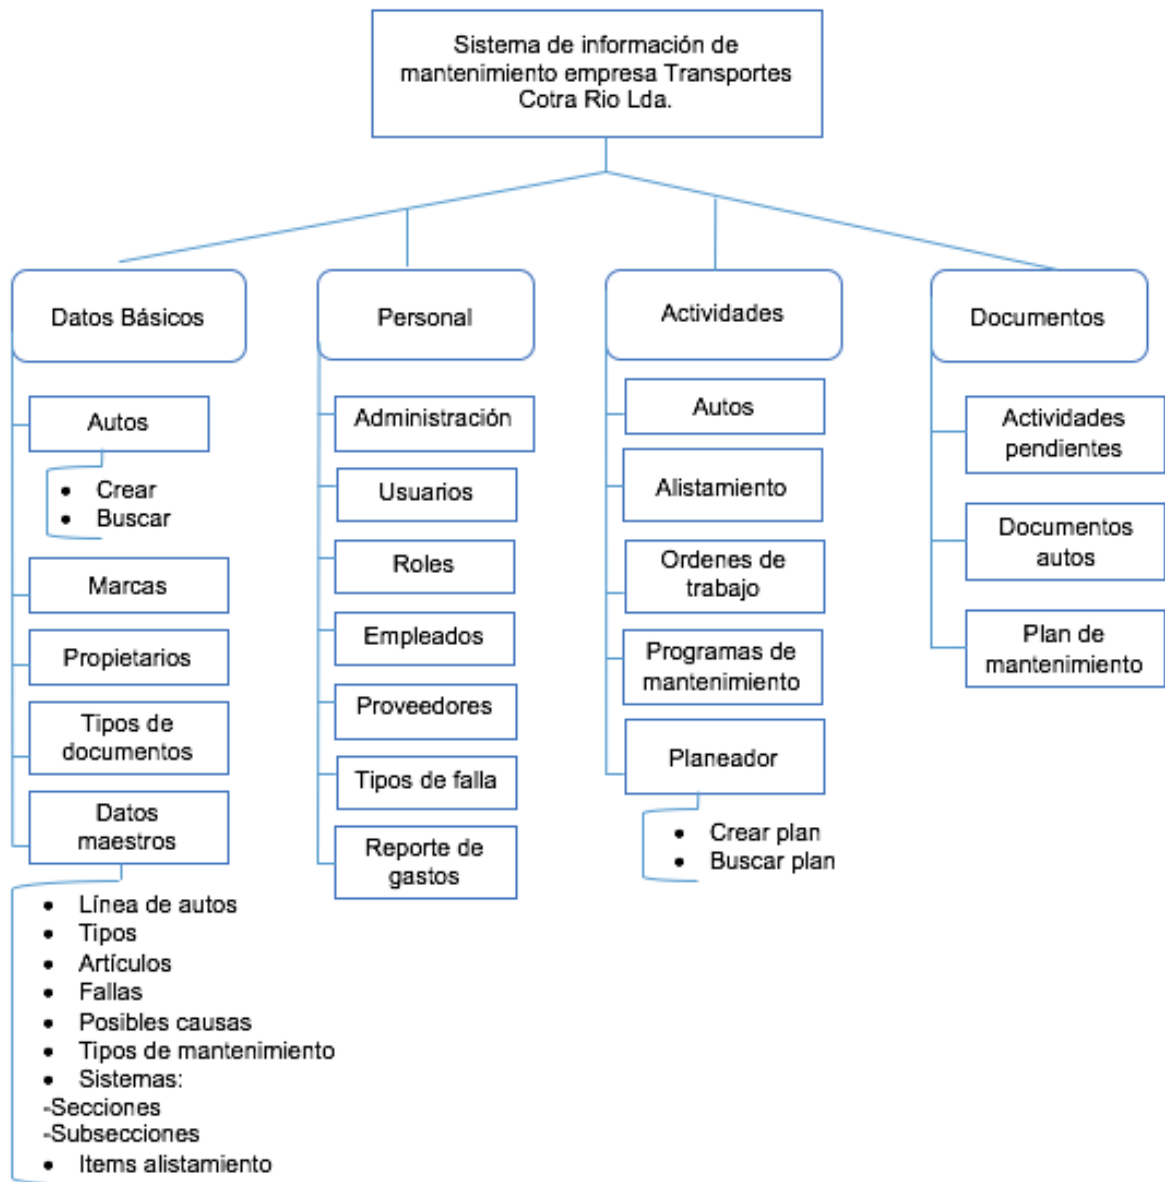 Sistema de información de
mantenimiento empresa Transportes
Cotra Rio Lda.
Datos Básicos
Autos
• Crear
• Buscar
Marcas
Propietarios
Tipos de
documentos
Datos
maestros
• Línea de autos
• Tipos
• Artículos
• Fallas
• Posibles causas
• Tipos de mantenimiento
• Sistemas:
-Secciones
-Subsecciones
• Items alistamiento
Personal
Administración
Usuarios
Roles
Empleados
Proveedores
Tipos de falla
Reporte de
gastos
Actividades
Autos
Alistamiento
Ordenes de
trabajo
Programas de
mantenimiento
Planeador
• Crear plan
• Buscar plan
Documentos
Actividades
pendientes
Documentos
autos
Plan de
mantenimiento